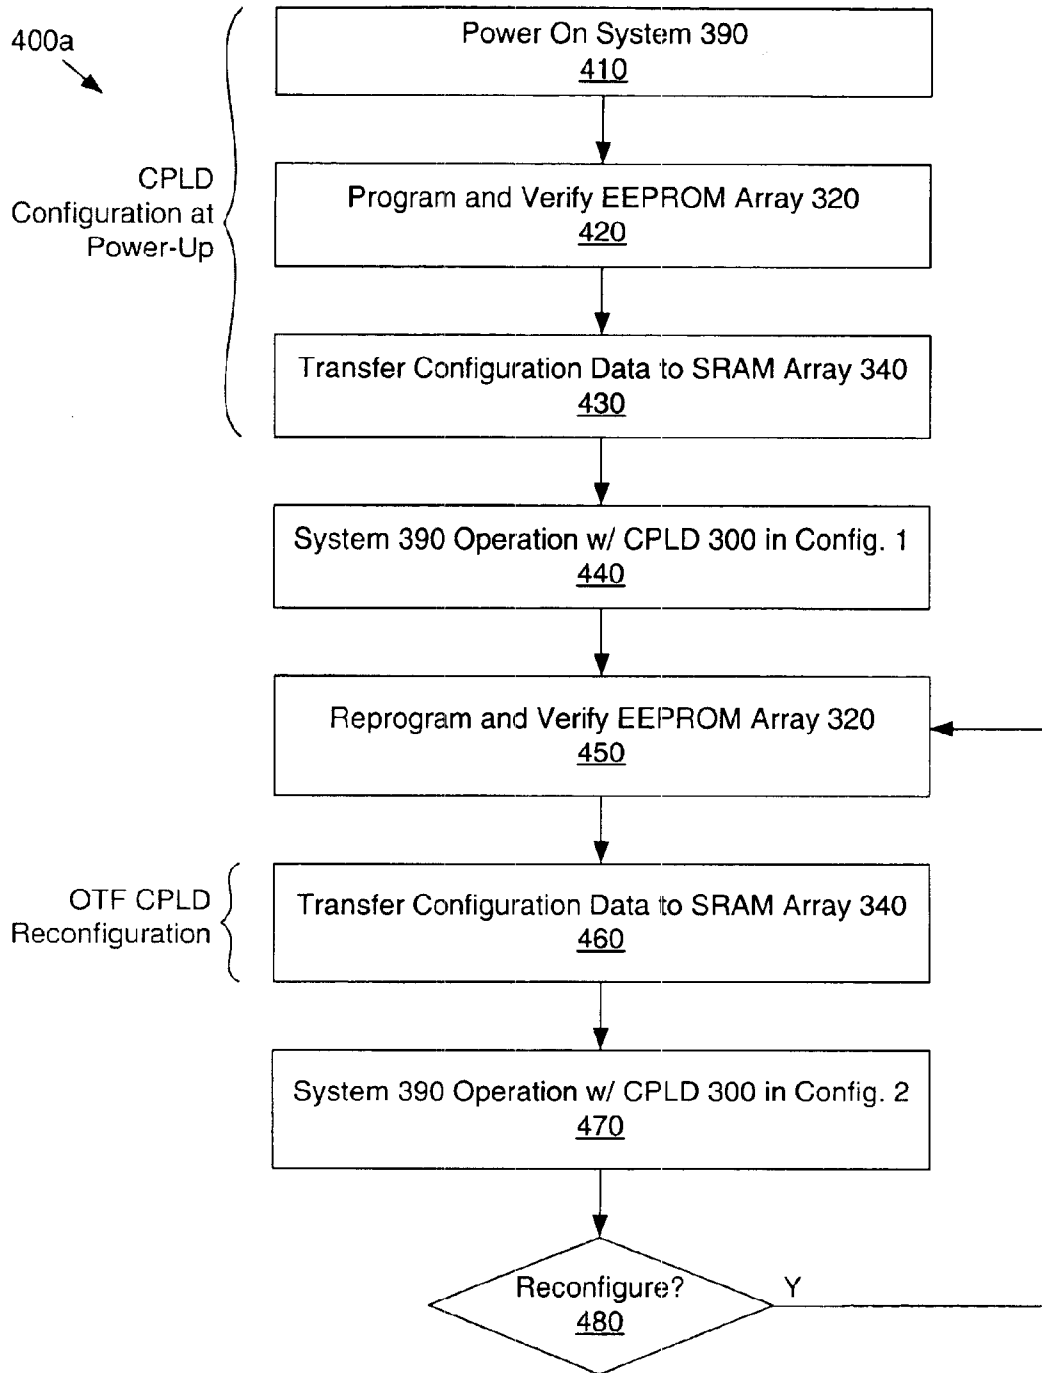 400a
Power On System 390
410
CPLD
Configuration at
Power-Up
Program and Verify EEPROM Array 320
420
Transfer Configuration Data to SRAM Array 340
430
System 390 Operation w/ CPLD 300 in Config. 1
440
Reprogram and Verify EEPROM Array 320
450
OTF CPLD
Reconfiguration
Transfer Configuration Data to SRAM Array 340
460
System 390 Operation w/ CPLD 300 in Config. 2
470
Reconfigure?
480
Y